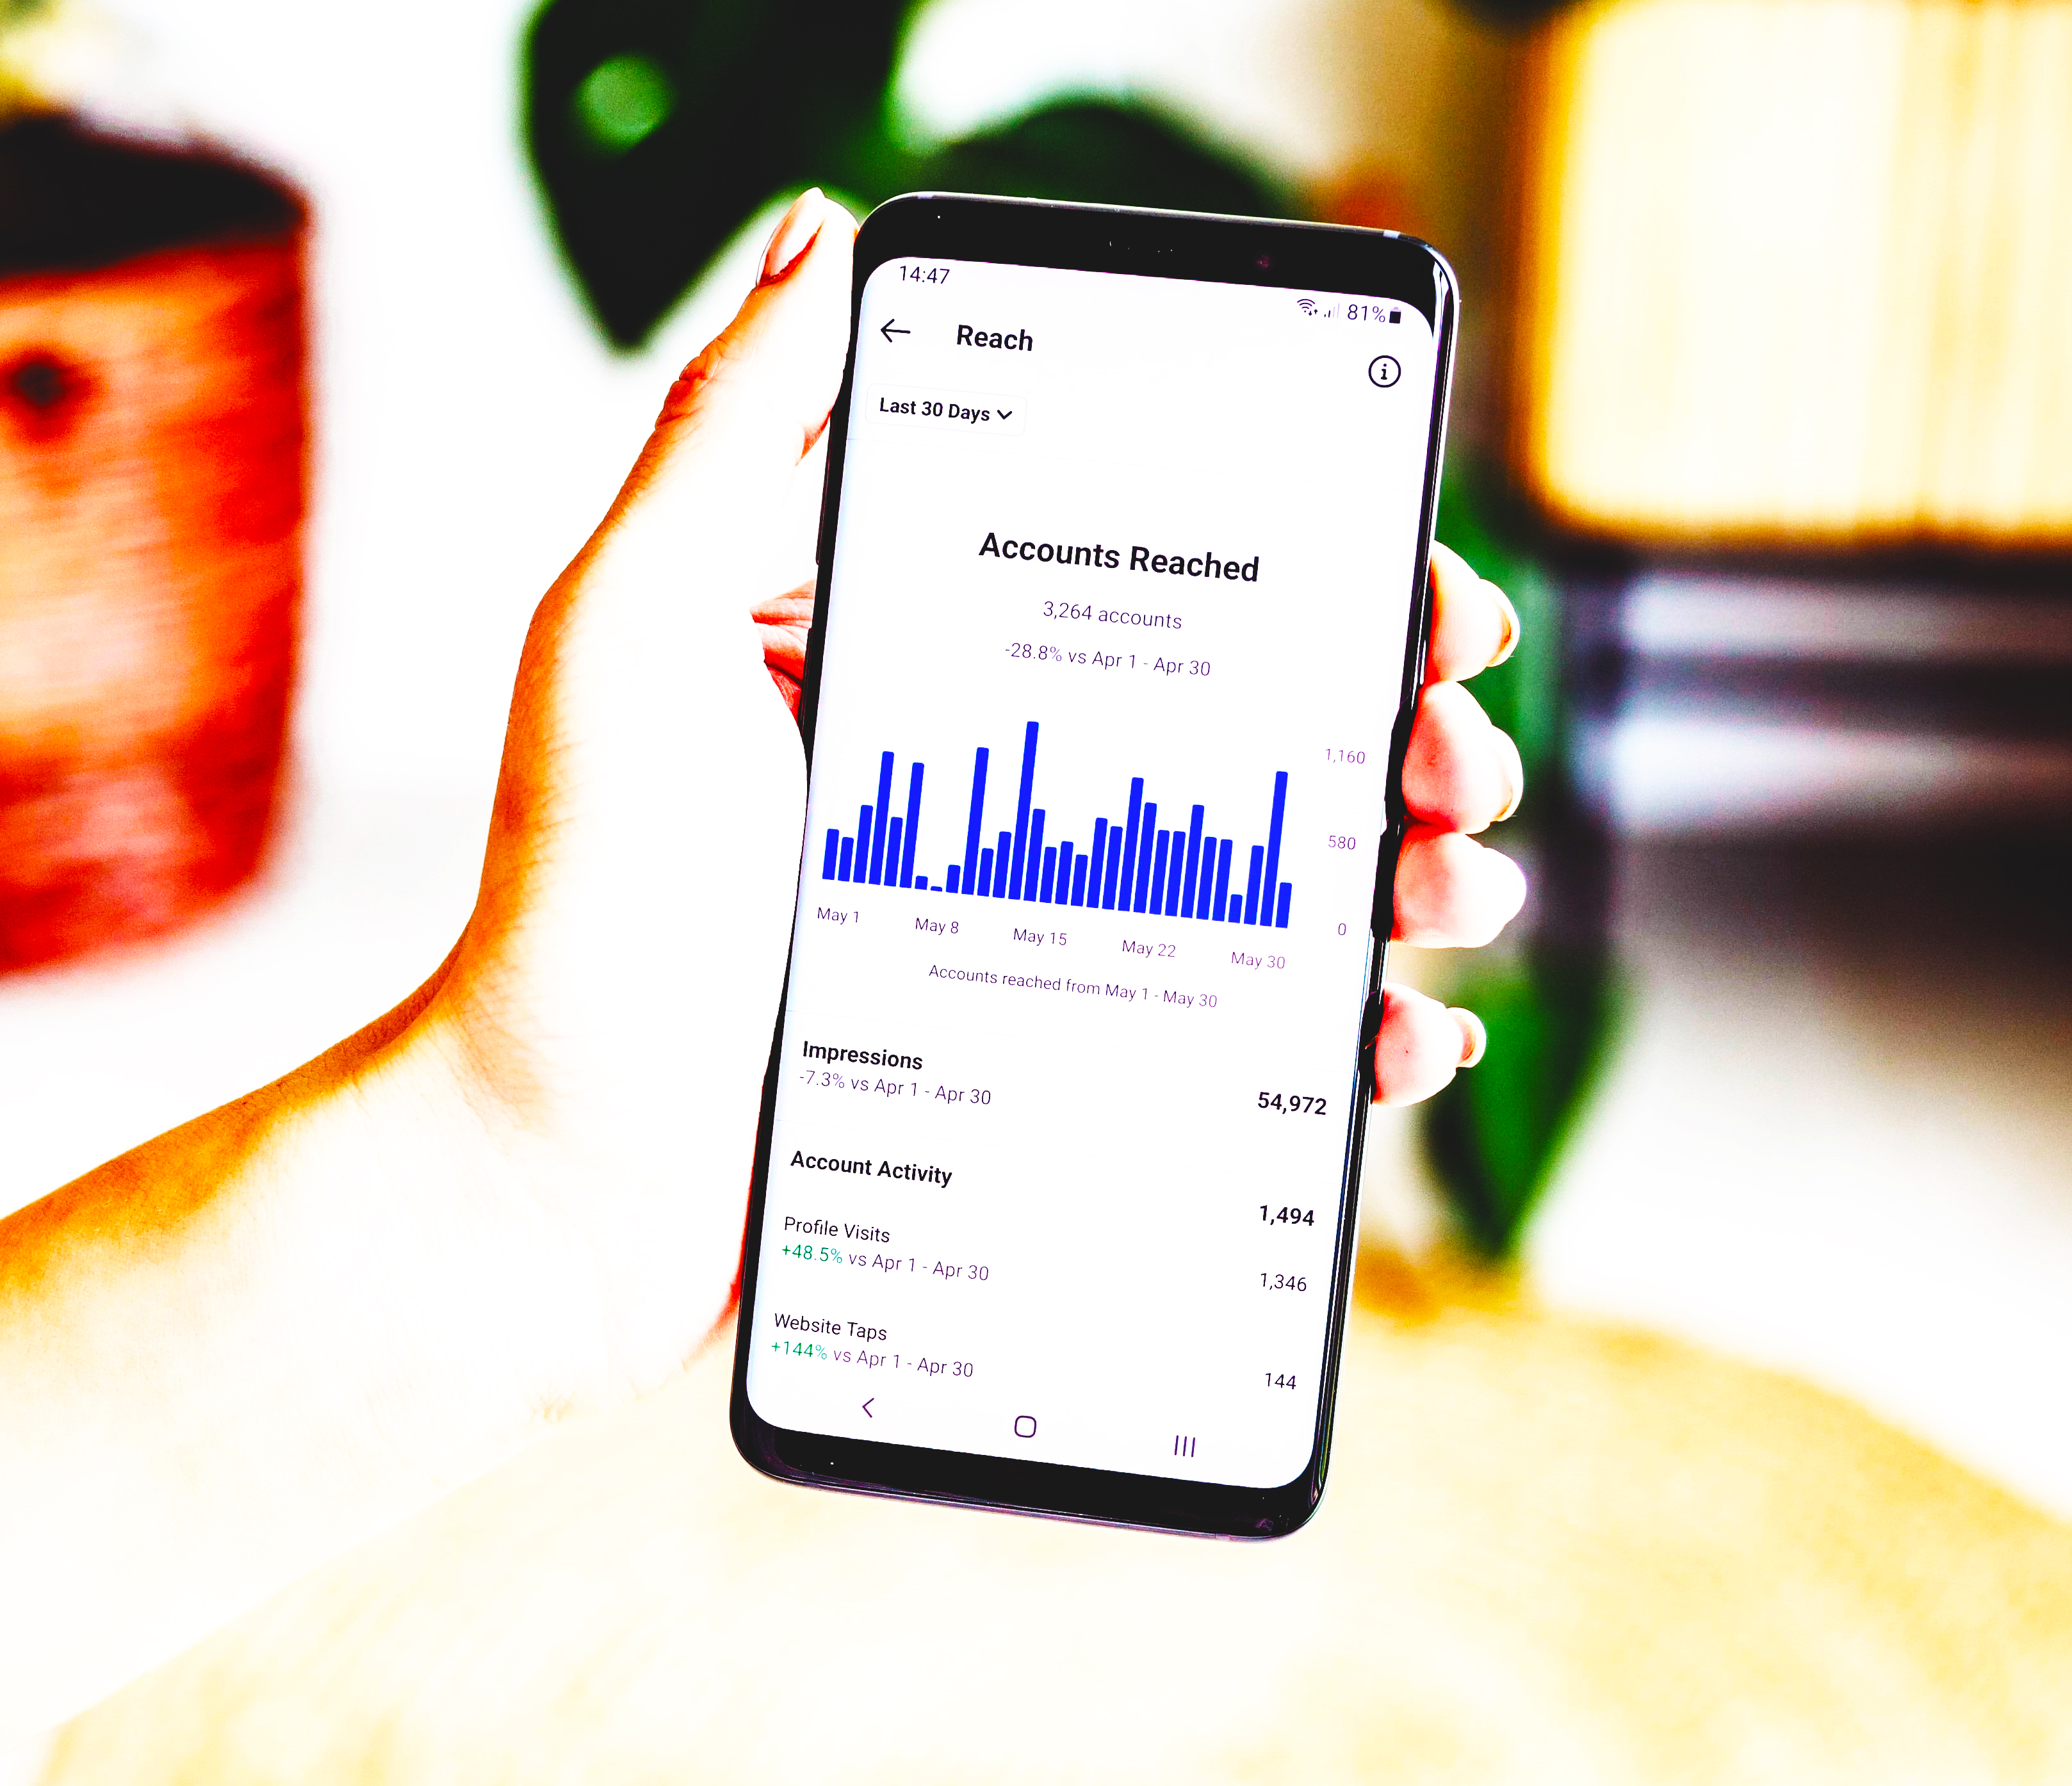 14:47
81%
Reach
Last 30 Days
Accounts Reached
3,264 accounts
-28.8% vs Apr 1 - Apr 30
1,160
580
0
May 1 May 8 May 15 May 22 May 30
Accounts reached from May 1 - May 30
Impressions
-7.3% vs Apr 1 - Apr 30
54,972
Account Activity
1,494
Profile Visits
+48.5% vs Apr 1 - Apr 30
1,346
Website Taps
+144% vs Apr 1 - Apr 30
144